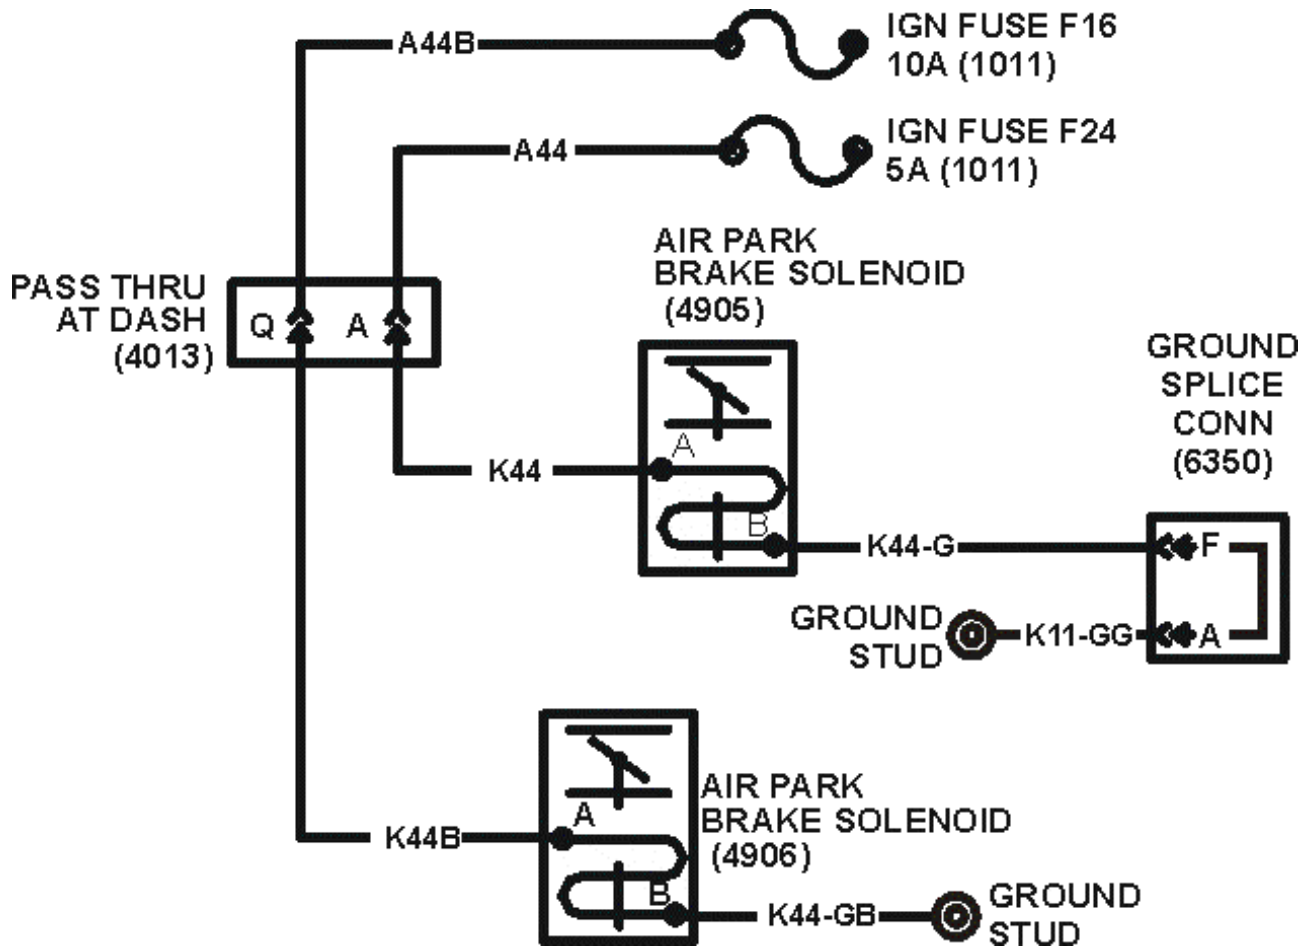 A44B
IGN FUSE F16
10A (1011)
A44
IGN FUSE F24
5A (1011)
AIR PARK
BRAKE SOLENOID
(4905)
PASS THRU
AT DASH
(4013)
Q
A
GROUND
SPLICE
CONN
(6350)
A
K44
B
K44-G
F
GROUND
STUD
K11-GG
A
AIR PARK
BRAKE SOLENOID
(4906)
A
K44B
B
K44-GB
GROUND
STUD